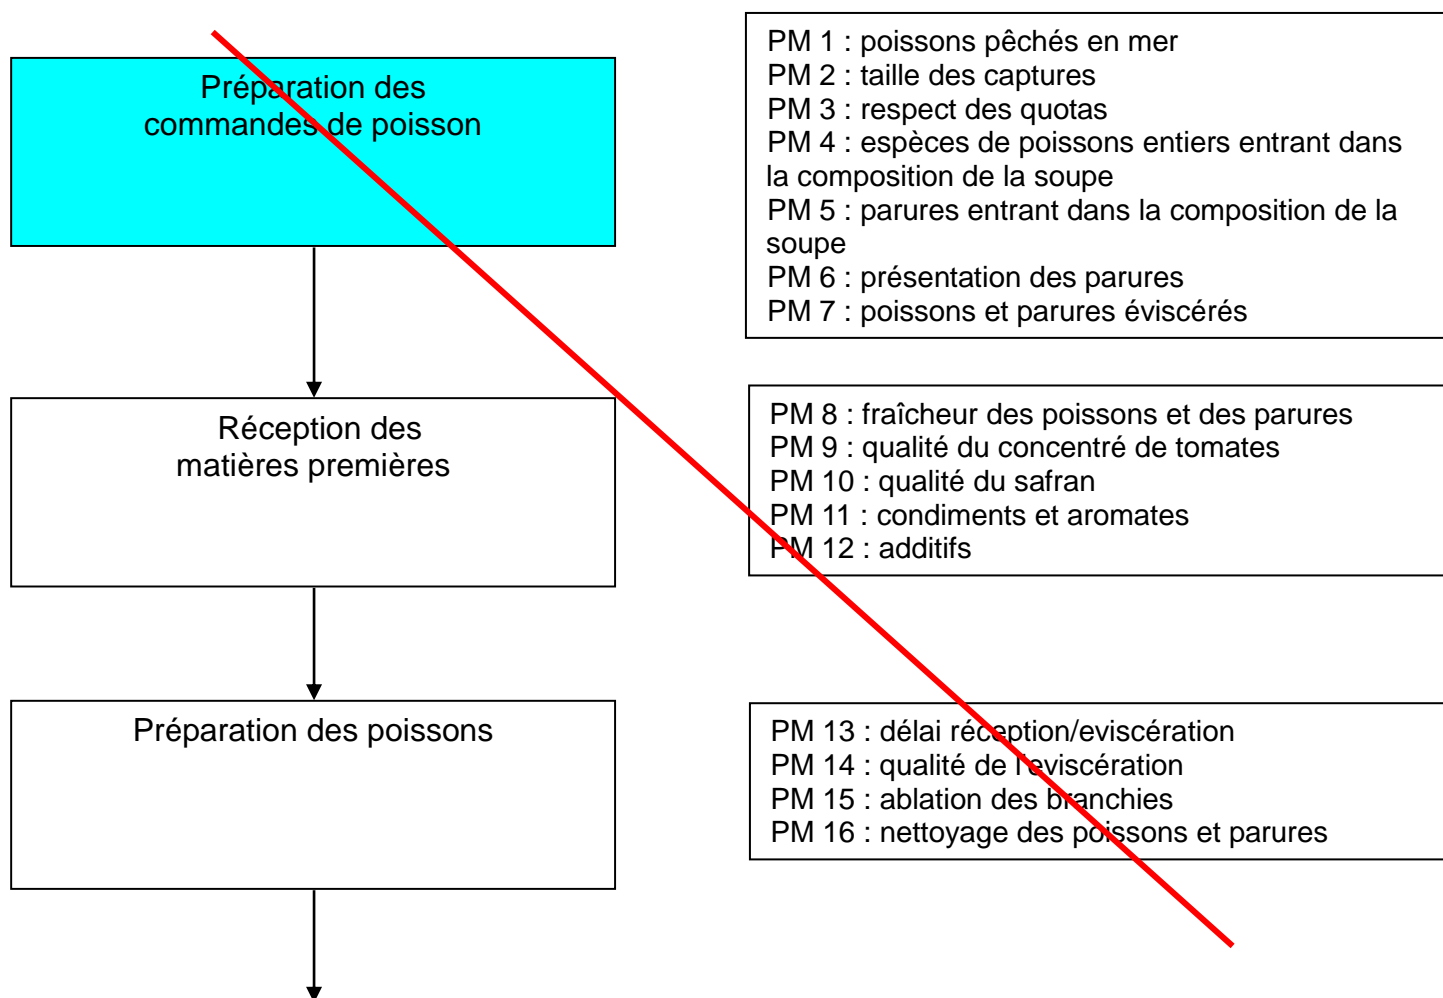 Préparation des
commandes de poisson
PM 1 : poissons pêchés en mer
PM 2 : taille des captures
PM 3 : respect des quotas
PM 4 : espèces de poissons entiers entrant dans
la composition de la soupe
PM 5 : parures entrant dans la composition de la
soupe
PM 6 : présentation des parures
PM 7 : poissons et parures éviscérés
Réception des
matières premières
PM 8 : fraîcheur des poissons et des parures
PM 9 : qualité du concentré de tomates
PM 10 : qualité du safran
PM 11 : condiments et aromates
PM 12 : additifs
Préparation des poissons
PM 13 : délai réception/eviscération
PM 14 : qualité de l'eviscération
PM 15 : ablation des branchies
PM 16 : nettoyage des poissons et parures